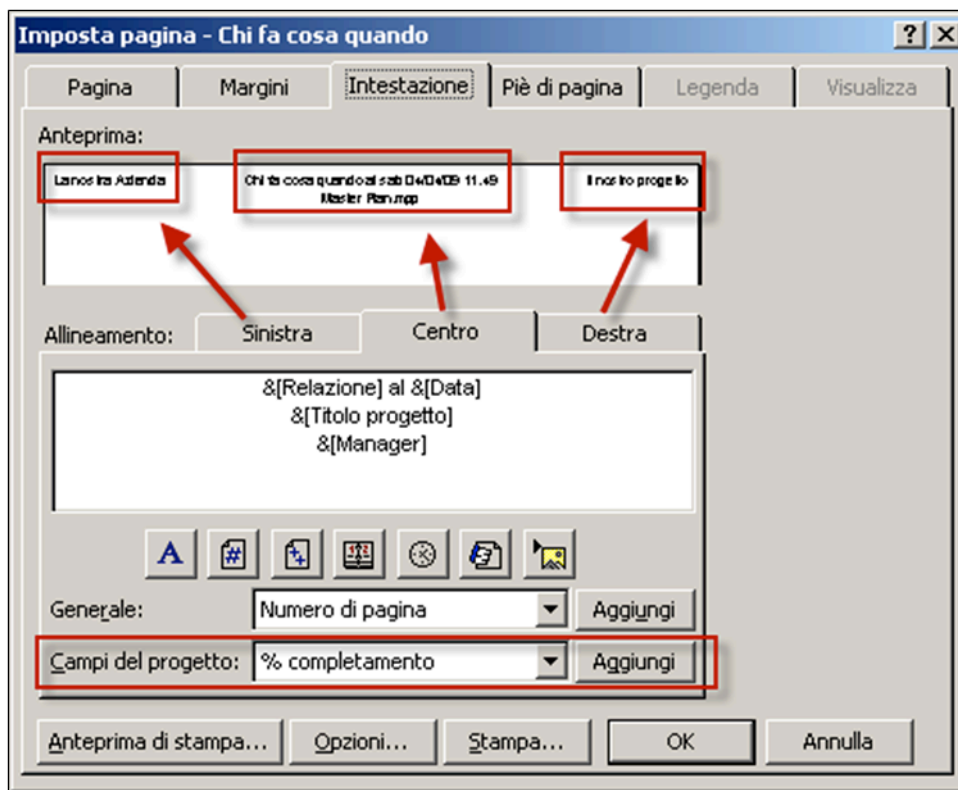 Imposta pagina - Chi fa cosa quando
Pagina Margini Intestazione Piè di pagina Legenda Visualizza
Anteprima:
La nostra Azienda Chi fa cosa quando al sab 04/04/09 11.49 Il nostro progetto
Master Plan.mpp
Allineamento: Sinistra Centro Destra
&[Relazione] al &[Data]
&[Titolo progetto]
&[Manager]
A
Generale: Numero di pagina Aggiungi
Campi del progetto: % completamento Aggiungi
Anteprima di stampa... Opzioni... Stampa... OK Annulla